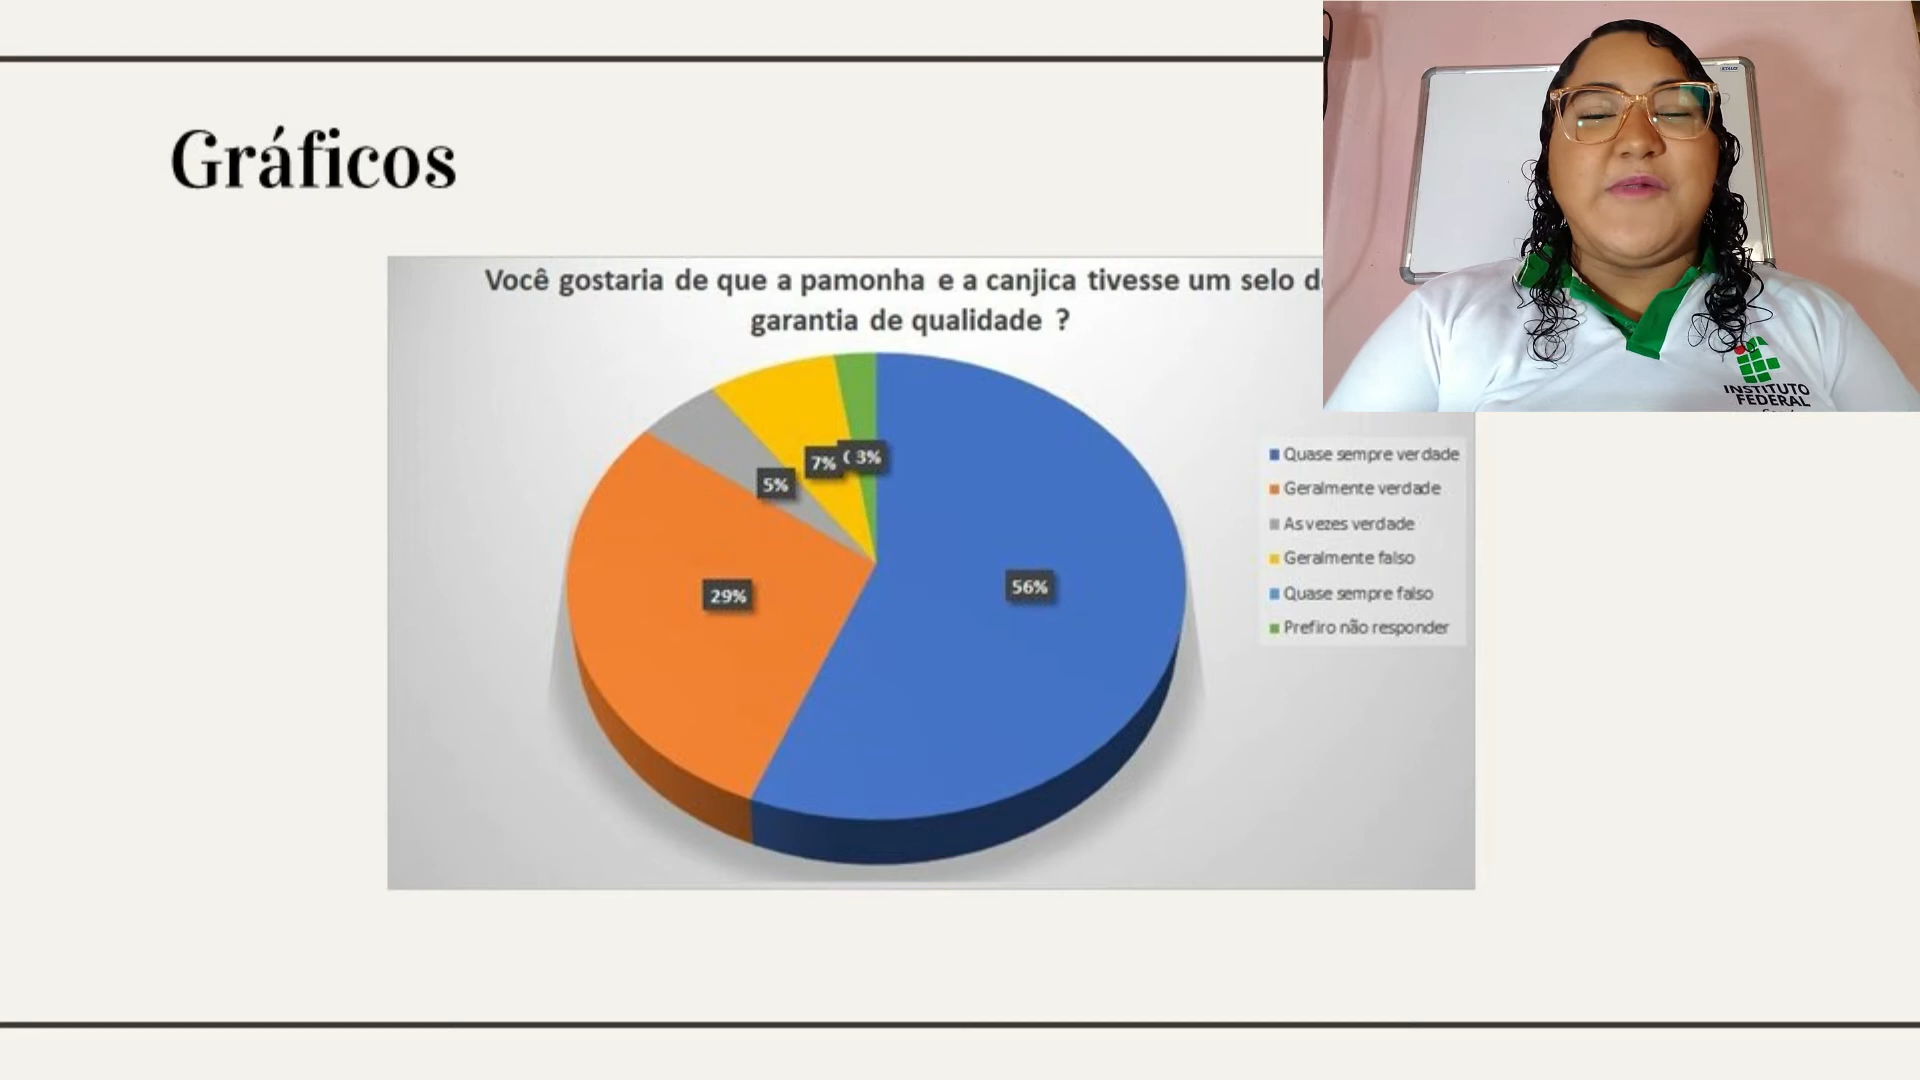 Gráficos
Você gostaria de que a pamonha e a canjica tivesse um selo
garantia de qualidade ?
56%
29%
5%
7%
3%
Quase sempre verdade
Geralmente verdade
As vezes verdade
Geralmente falso
Quase sempre falso
Prefiro não responder
INSTITUTO
FEDERAL